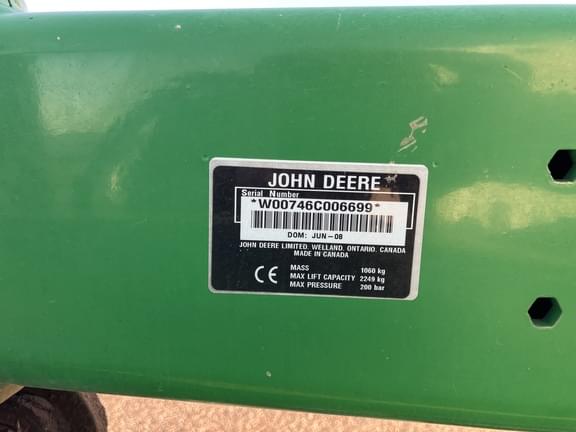 JOHN DEERE
Serial Number
*W00746C006699*
DOM: JUN-08
JOHN DEERE LIMITED. WELLAND. ONTARIO. CANADA
MADE IN CANADA
CE
MASS 1060 kg
MAX LIFT CAPACITY 2249 kg
MAX PRESSURE 200 bar